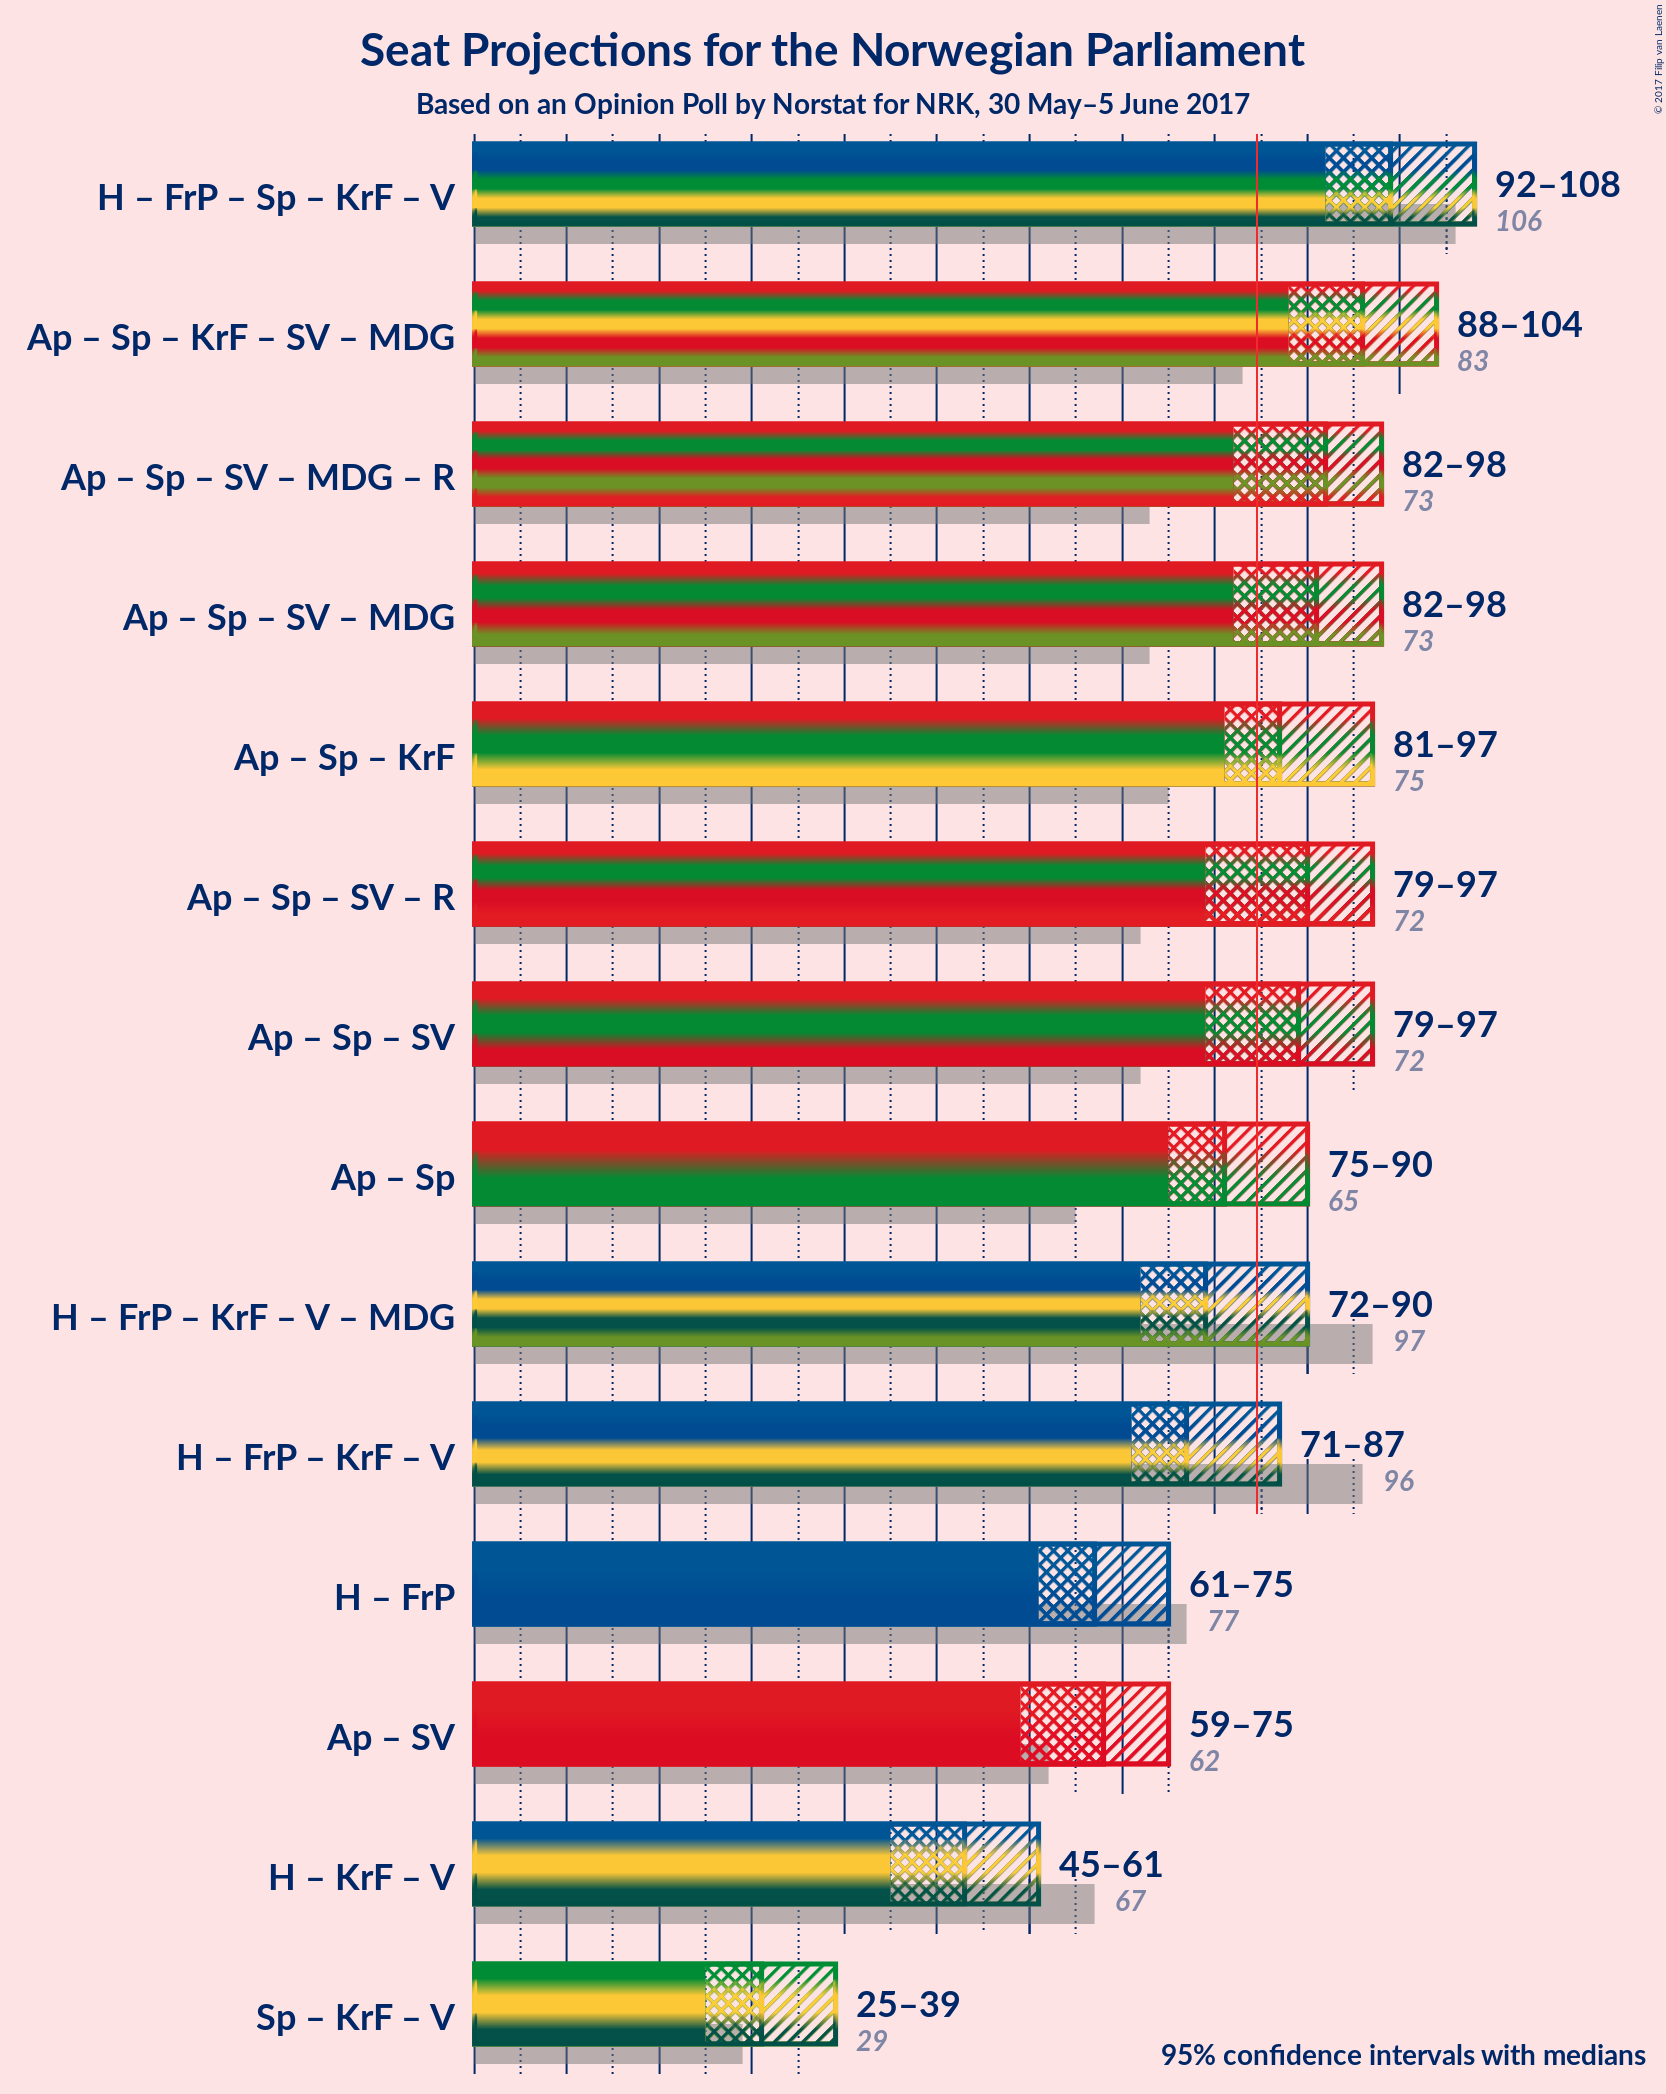 Seat Projections for the Norwegian Parliament
Based on an Opinion Poll by Norstat for NRK, 30 May–5 June 2017
© 2017 Filip van Laenen
H – FrP – Sp – KrF – V
92–108
106
Ap – Sp – KrF – SV – MDG
88–104
83
Ap – Sp – SV – MDG – R
82–98
73
Ap – Sp – SV – MDG
82–98
73
Ap – Sp – KrF
81–97
75
Ap – Sp – SV – R
79–97
72
Ap – Sp – SV
79–97
72
Ap – Sp
75–90
65
H – FrP – KrF – V – MDG
72–90
97
H – FrP – KrF – V
71–87
96
H – FrP
61–75
77
Ap – SV
59–75
62
H – KrF – V
45–61
67
Sp – KrF – V
25–39
29
95% confidence intervals with medians